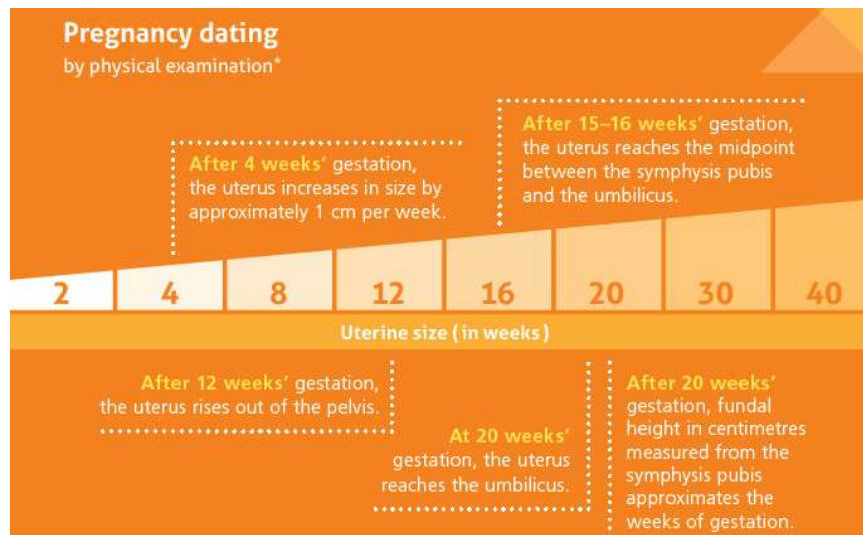 Pregnancy dating
by physical examination*
After 4 weeks’ gestation,
the uterus increases in size by
approximately 1 cm per week.
After 15–16 weeks’ gestation,
the uterus reaches the midpoint
between the symphysis pubis
and the umbilicus.
2 4 8 12 16 20 30 40
Uterine size (in weeks)
After 12 weeks’ gestation,
the uterus rises out of the pelvis.
At 20 weeks’
gestation, the uterus
reaches the umbilicus.
After 20 weeks’
gestation, fundal
height in centimetres
measured from the
symphysis pubis
approximates the
weeks of gestation.